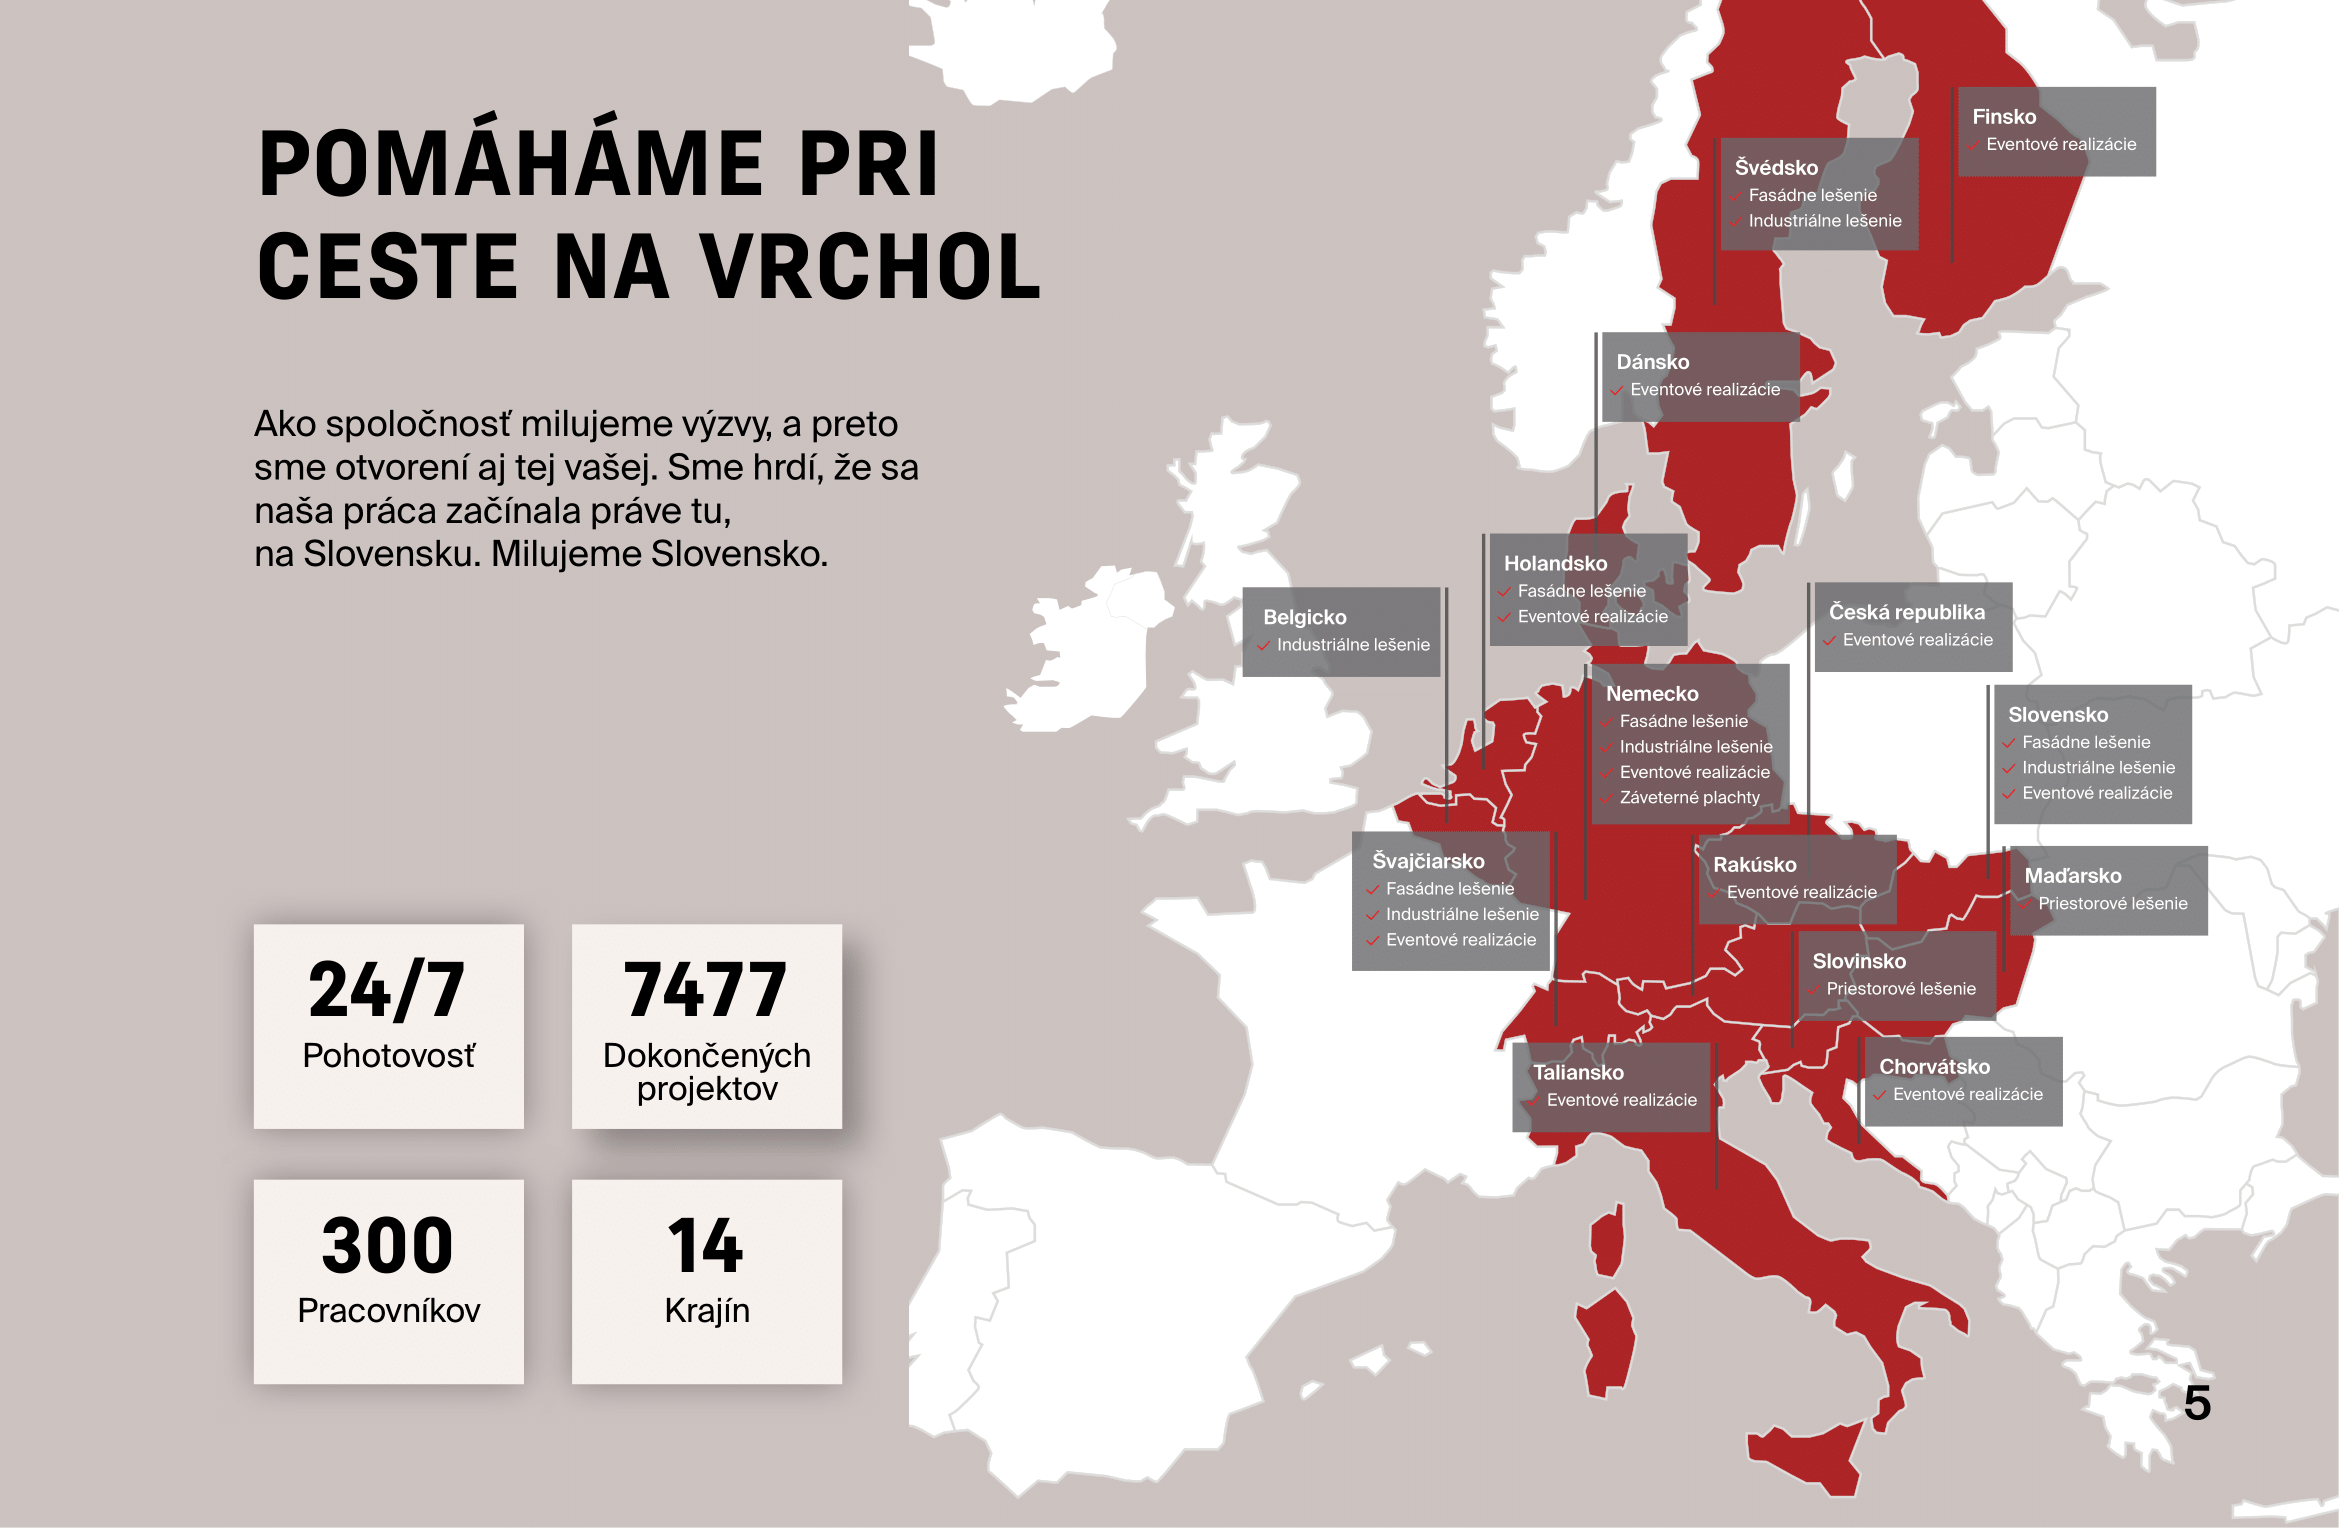 POMÁHÁME PRI
CESTE NA VRCHOL
Ako spoločnosť milujeme výzvy, a preto
sme otvorení aj tej vašej. Sme hrdí, že sa
naša práca začínala práve tu,
na Slovensku. Milujeme Slovensko.
24/7
Pohotovosť
7477
Dokončených
projektov
300
Pracovníkov
14
Krajín
Finsko
Eventové realizácie
Švédsko
Fasádne lešenie
Industriálne lešenie
Dánsko
Eventové realizácie
Holandsko
Fasádne lešenie
Eventové realizácie
Belgicko
Industriálne lešenie
Česká republika
Eventové realizácie
Nemecko
Fasádne lešenie
Industriálne lešenie
Eventové realizácie
Záveterné plachty
Slovensko
Fasádne lešenie
Industriálne lešenie
Eventové realizácie
Švajčiarsko
Fasádne lešenie
Industriálne lešenie
Eventové realizácie
Rakúsko
Eventové realizácie
Maďarsko
Priestorové lešenie
Slovinsko
Priestorové lešenie
Taliansko
Eventové realizácie
Chorvátsko
Eventové realizácie
5